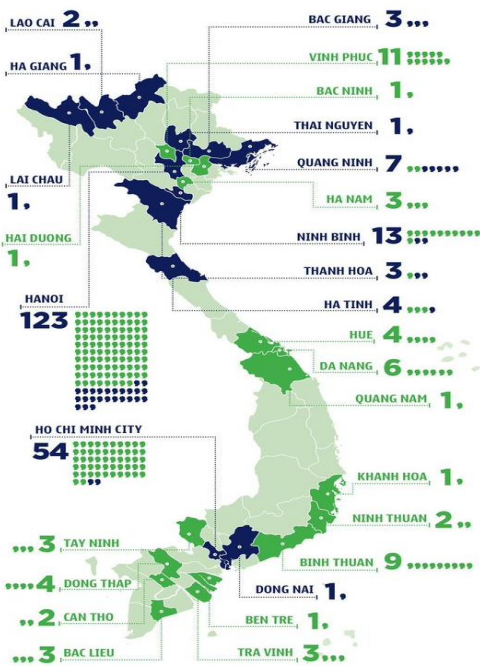 LAO CAI 2
BAC GIANG 3
HA GIANG 1
VINH PHUC 11
BAC NINH 1
THAI NGUYEN 1
LAI CHAU
1
QUANG NINH 7
HA NAM 3
HAI DUONG
1
NINH BINH 13
THANH HOA 3
HANOI
123
HA TINH 4
HUE 4
DA NANG 6
QUANG NAM 1
HO CHI MINH CITY
54
KHANH HOA 1
NINH THUAN 2
3 TAY NINH
BINH THUAN 9
4 DONG THAP
DONG NAI 1
2 CAN THO
BEN TRE 1
3 BAC LIEU
TRA VINH 3